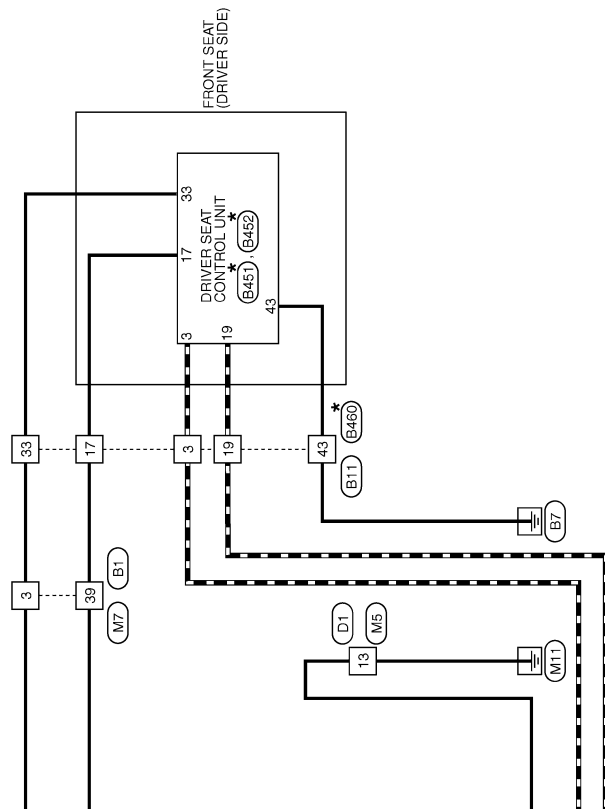 FRONT SEAT
(DRIVER SIDE)
33
17
DRIVER SEAT
CONTROL UNIT
B451 * , B452 *
43
3
19
33
17
3
19
43
B460 *
B11
B7
3
39
B1
M7
D1
M5
13
M11